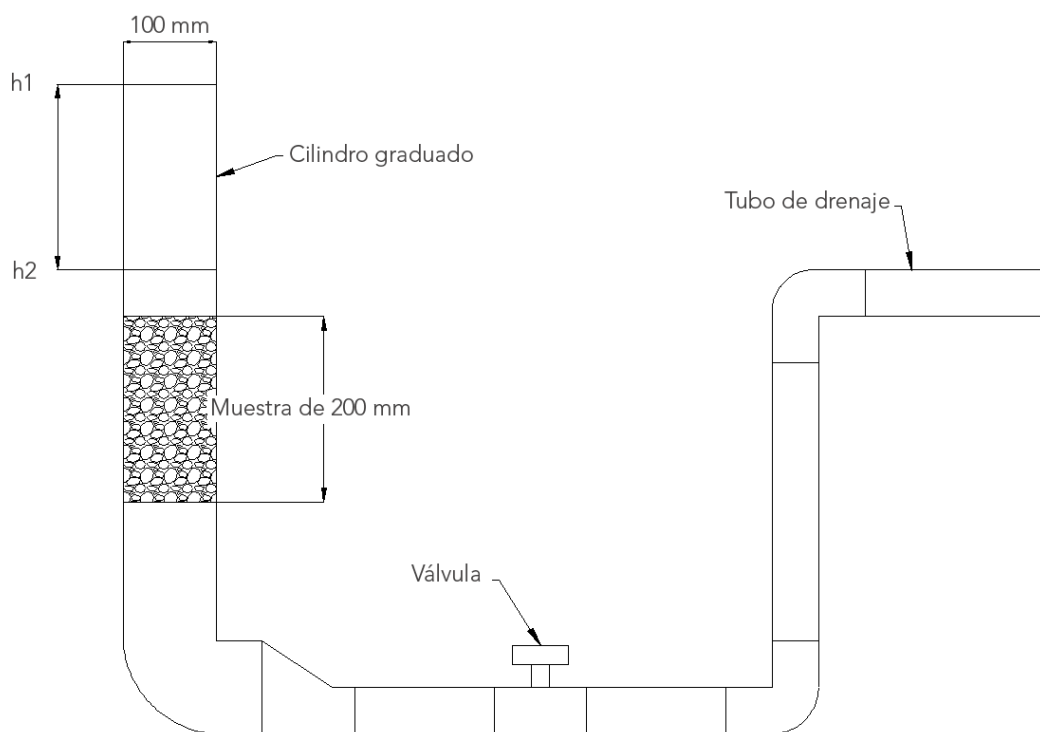 100 mm
h1
Cilindro graduado
Tubo de drenaje
h2
Muestra de 200 mm
Válvula